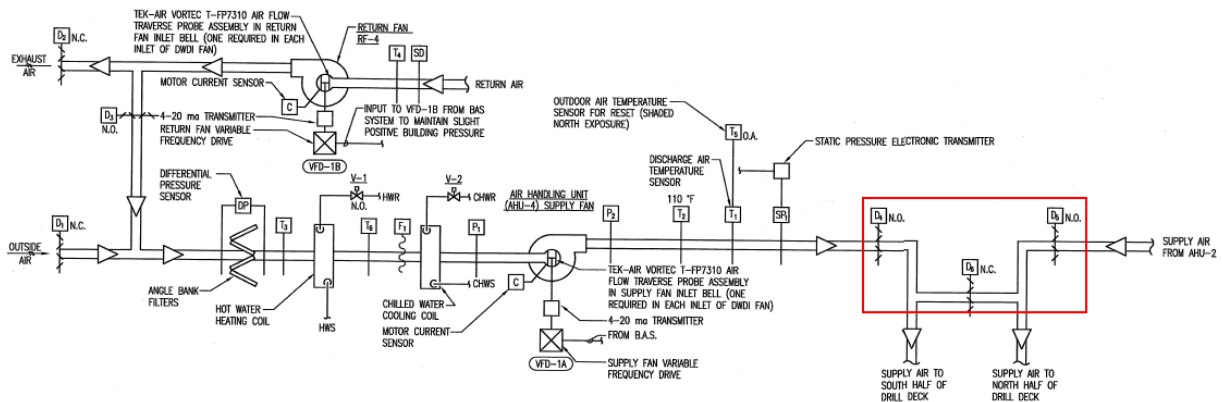 TEK-AIR VORTEC T-FP7310 AIR FLOW
TRAVERSE PROBE ASSEMBLY IN RETURN
FAN INLET BELL (ONE REQUIRED IN EACH
INLET OF DWDI FAN)
RETURN FAN
RF-4
D2
N.C.
T4
SD
EXHAUST
AIR
MOTOR CURRENT SENSOR
C
RETURN AIR
D3
N.O.
4-20 ma TRANSMITTER
RETURN FAN VARIABLE
FREQUENCY DRIVE
VFD-1B
INPUT TO VFD-1B FROM BAS
SYSTEM TO MAINTAIN SLIGHT
POSITIVE BUILDING PRESSURE
OUTDOOR AIR TEMPERATURE
SENSOR FOR RESET (SHADED
NORTH EXPOSURE)
T5
O.A.
STATIC PRESSURE ELECTRONIC TRANSMITTER
DISCHARGE AIR
TEMPERATURE
SENSOR
DIFFERENTIAL
PRESSURE
SENSOR
DP
V-1
HWR
N.O.
V-2
CHWR
AIR HANDLING UNIT
(AHU-4) SUPPLY FAN
110 °F
D1
N.C.
T3
T6
F1
P1
P2
T2
T1
SP1
D4
N.O.
D5
N.O.
D6
N.C.
OUTSIDE
AIR
SUPPLY AIR
FROM AHU-2
ANGLE BANK
FILTERS
HOT WATER
HEATING COIL
HWS
CHWS
CHILLED WATER
COOLING COIL
MOTOR CURRENT
SENSOR
C
TEK-AIR VORTEC T-FP7310 AIR
FLOW TRAVERSE PROBE ASSEMBLY
IN SUPPLY FAN INLET BELL (ONE
REQUIRED IN EACH INLET OF DWDI FAN)
4-20 ma TRANSMITTER
FROM B.A.S.
VFD-1A
SUPPLY FAN VARIABLE
FREQUENCY DRIVE
SUPPLY AIR TO
SOUTH HALF OF
DRILL DECK
SUPPLY AIR TO
NORTH HALF OF
DRILL DECK